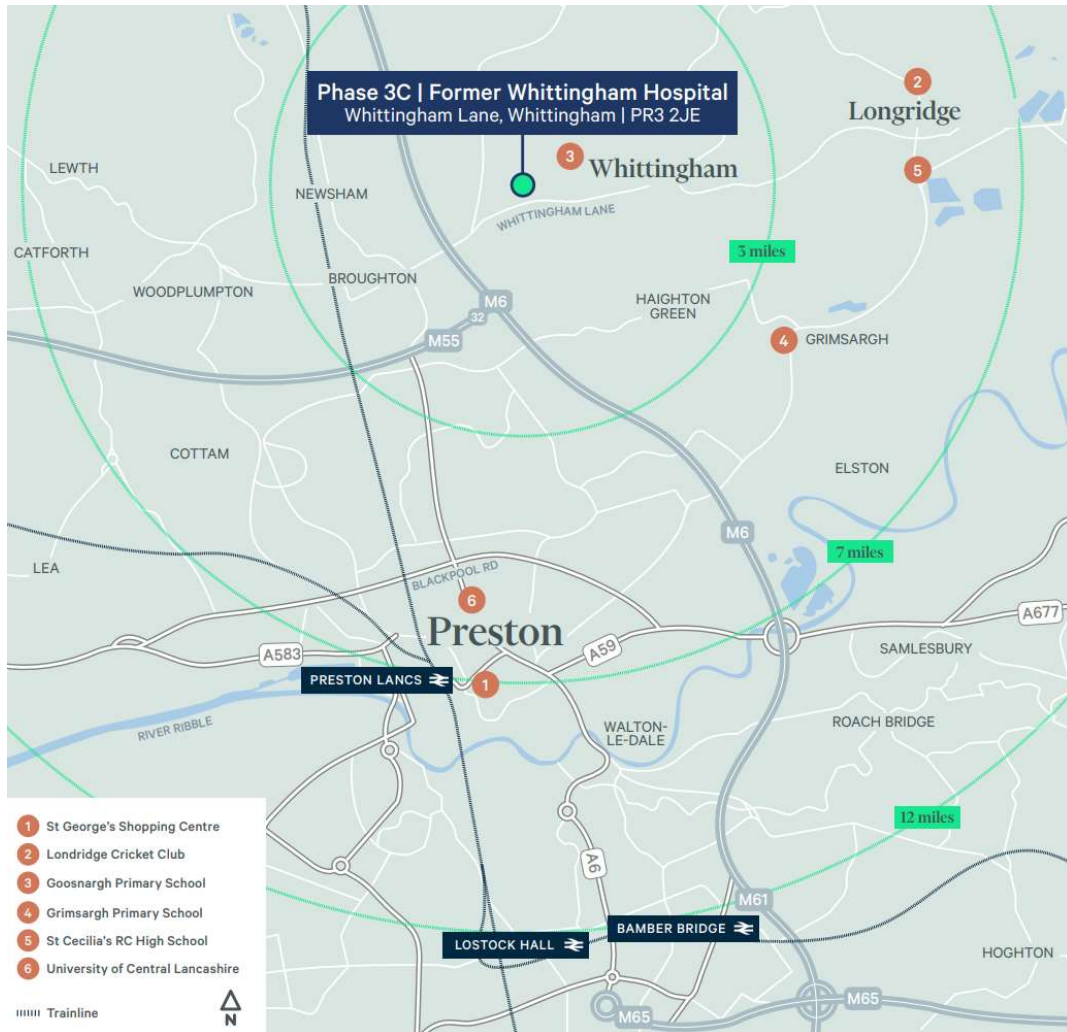 Phase 3C | Former Whittingham Hospital
Whittingham Lane, Whittingham | PR3 2JE
2
Longridge
3
Whittingham
5
LEWTH
NEWSHAM
WHITTINGHAM LANE
CATFORTH
3 miles
WOODPLUMPTON
BROUGHTON
HAIGHTON
GREEN
M6
32
M55
4
GRIMSARGH
COTTAM
ELSTON
M6
7 miles
LEA
BLACKPOOL RD
6
Preston
A677
A583
A59
SAMLESBURY
PRESTON LANCS
1
RIVER RIBBLE
WALTON-
LE-DALE
ROACH BRIDGE
12 miles
A6
M61
BAMBER BRIDGE
LOSTOCK HALL
HOGHTON
M65
M65
1 St George's Shopping Centre
2 Londridge Cricket Club
3 Goosnargh Primary School
4 Grimsargh Primary School
5 St Cecilia's RC High School
6 University of Central Lancashire
Trainline
N